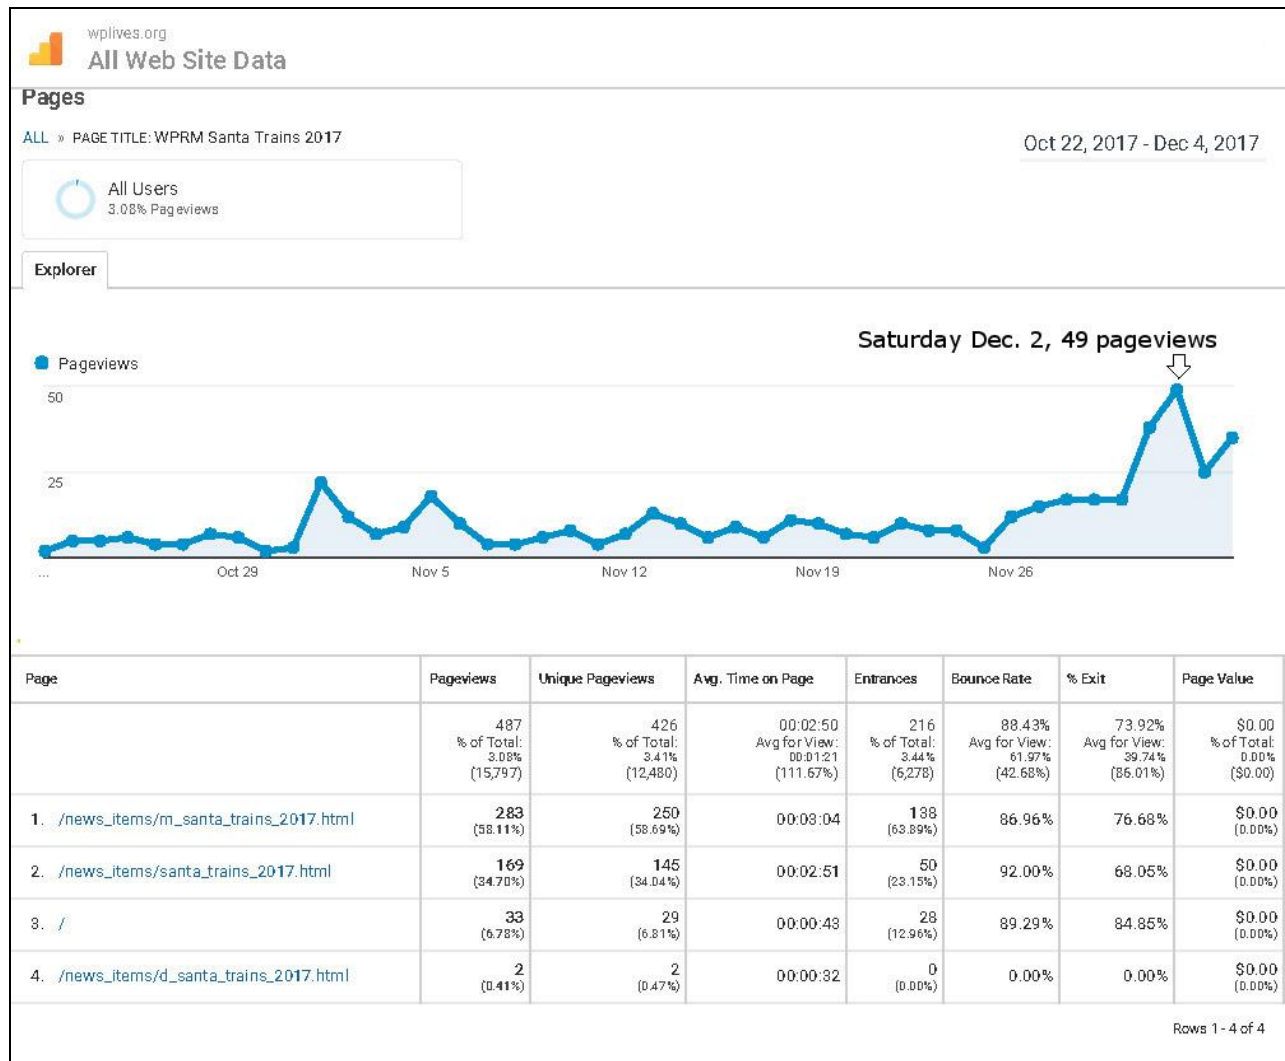 wplives.org
All Web Site Data
Pages
ALL » PAGE TITLE: WPRM Santa Trains 2017
Oct 22, 2017 - Dec 4, 2017
All Users
3.08% Pageviews
Explorer
Saturday Dec. 2, 49 pageviews
Pageviews
50
25
... Oct 29 Nov 5 Nov 12 Nov 19 Nov 26
Page Pageviews Unique Pageviews Avg. Time on Page Entrances Bounce Rate % Exit Page Value
487 426 00:02:50 216 88.43% 73.92% $0.00
% of Total: % of Total: Avg for View: % of Total: Avg for View: Avg for View: % of Total:
3.08% 3.41% 00:01:21 3.44% 61.97% 39.74% 0.00%
(15,797) (12,480) (111.67%) (6,278) (42.68%) (86.01%) ($0.00)
1. /news_items/m_santa_trains_2017.html 283 250 00:03:04 138 86.96% 76.68% $0.00
(58.11%) (58.69%) (63.89%) (0.00%)
2. /news_items/santa_trains_2017.html 169 145 00:02:51 50 92.00% 68.05% $0.00
(34.70%) (34.04%) (23.15%) (0.00%)
3. / 33 29 00:00:43 28 89.29% 84.85% $0.00
(6.78%) (6.81%) (12.96%) (0.00%)
4. /news_items/d_santa_trains_2017.html 2 2 00:00:32 0 0.00% 0.00% $0.00
(0.41%) (0.47%) (0.00%) (0.00%)
Rows 1 - 4 of 4